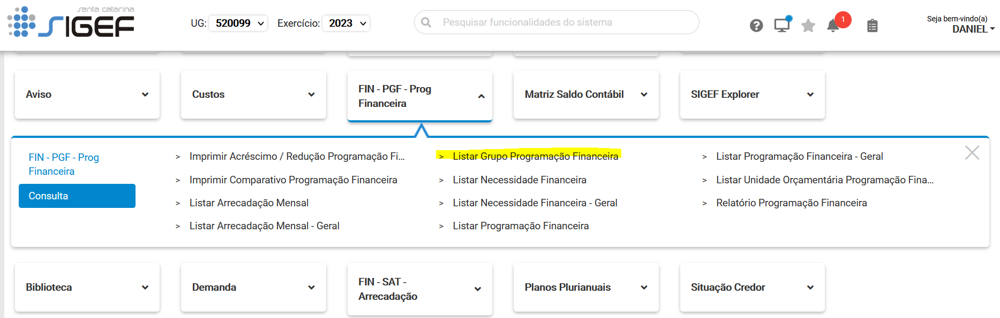 santa catarina
SIGEF
UG: 520099 Exercício: 2023
Pesquisar funcionalidades do sistema
1
Seja bem-vindo(a)
DANIEL
Aviso
Custos
FIN - PGF - Prog
Financeira
Matriz Saldo Contábil
SIGEF Explorer
FIN - PGF - Prog
Financeira
Consulta
> Imprimir Acréscimo / Redução Programação Fi...
> Imprimir Comparativo Programação Financeira
> Listar Arrecadação Mensal
> Listar Arrecadação Mensal - Geral
> Listar Grupo Programação Financeira
> Listar Necessidade Financeira
> Listar Necessidade Financeira - Geral
> Listar Programação Financeira
> Listar Programação Financeira - Geral
> Listar Unidade Orçamentária Programação Fina...
> Relatório Programação Financeira
Biblioteca
Demanda
FIN - SAT -
Arrecadação
Planos Plurianuais
Situação Credor